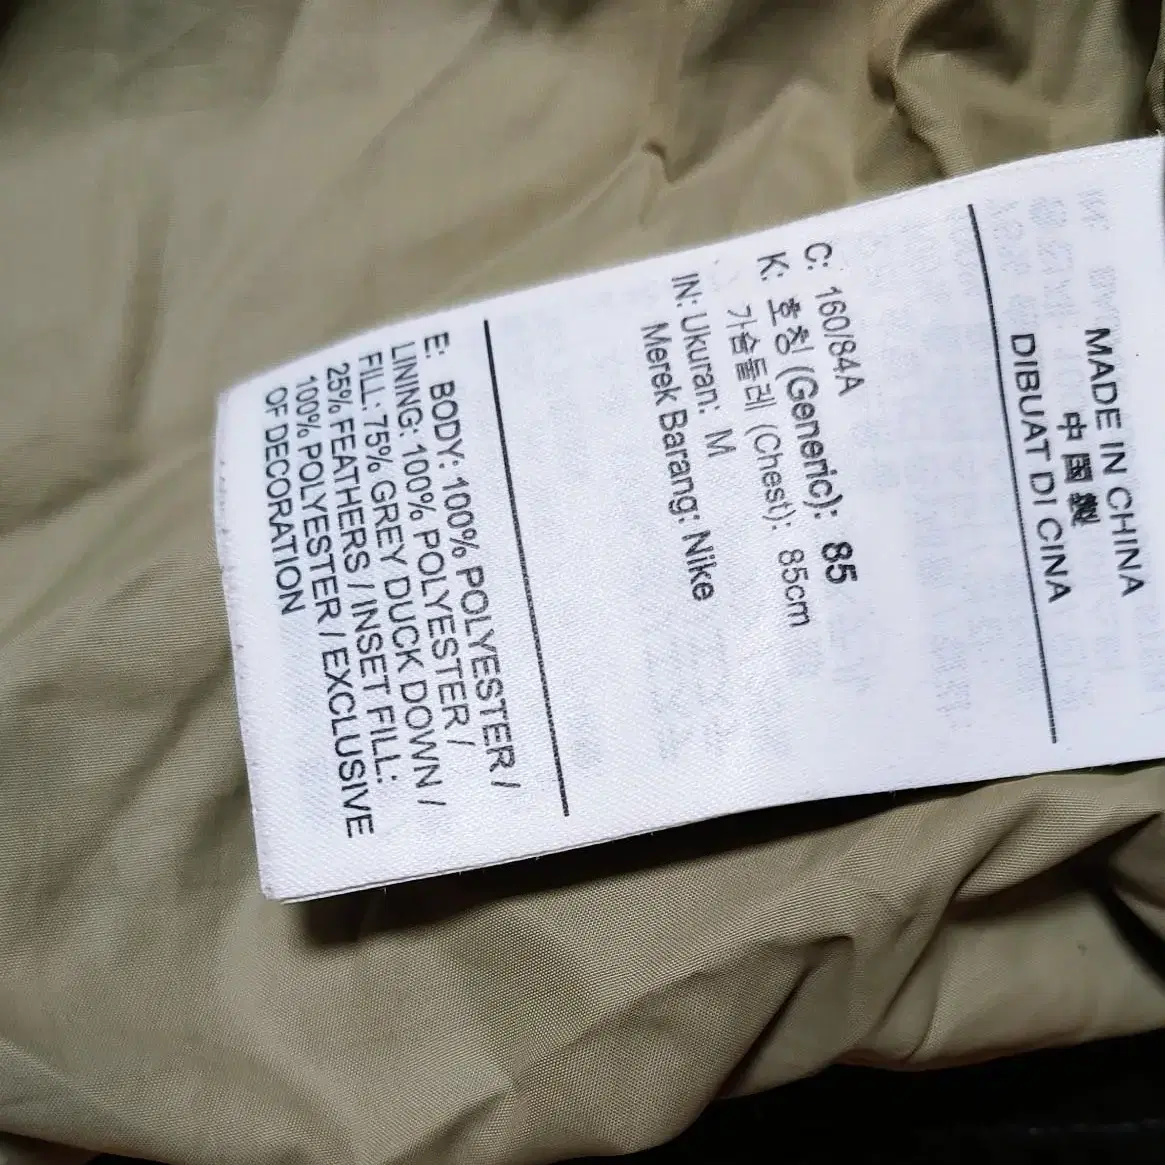 MADE IN CHINA
中國製
DIBUAT DI CINA
C: 160/84A
K: 호칭 (Generic): 85
가슴둘레 (Chest): 85cm
IN: Ukuran: M
Merek Barang: Nike
E: BODY: 100% POLYESTER /
LINING: 100% POLYESTER /
FILL: 75% GREY DUCK DOWN /
25% FEATHERS / INSET FILL:
100% POLYESTER / EXCLUSIVE
OF DECORATION